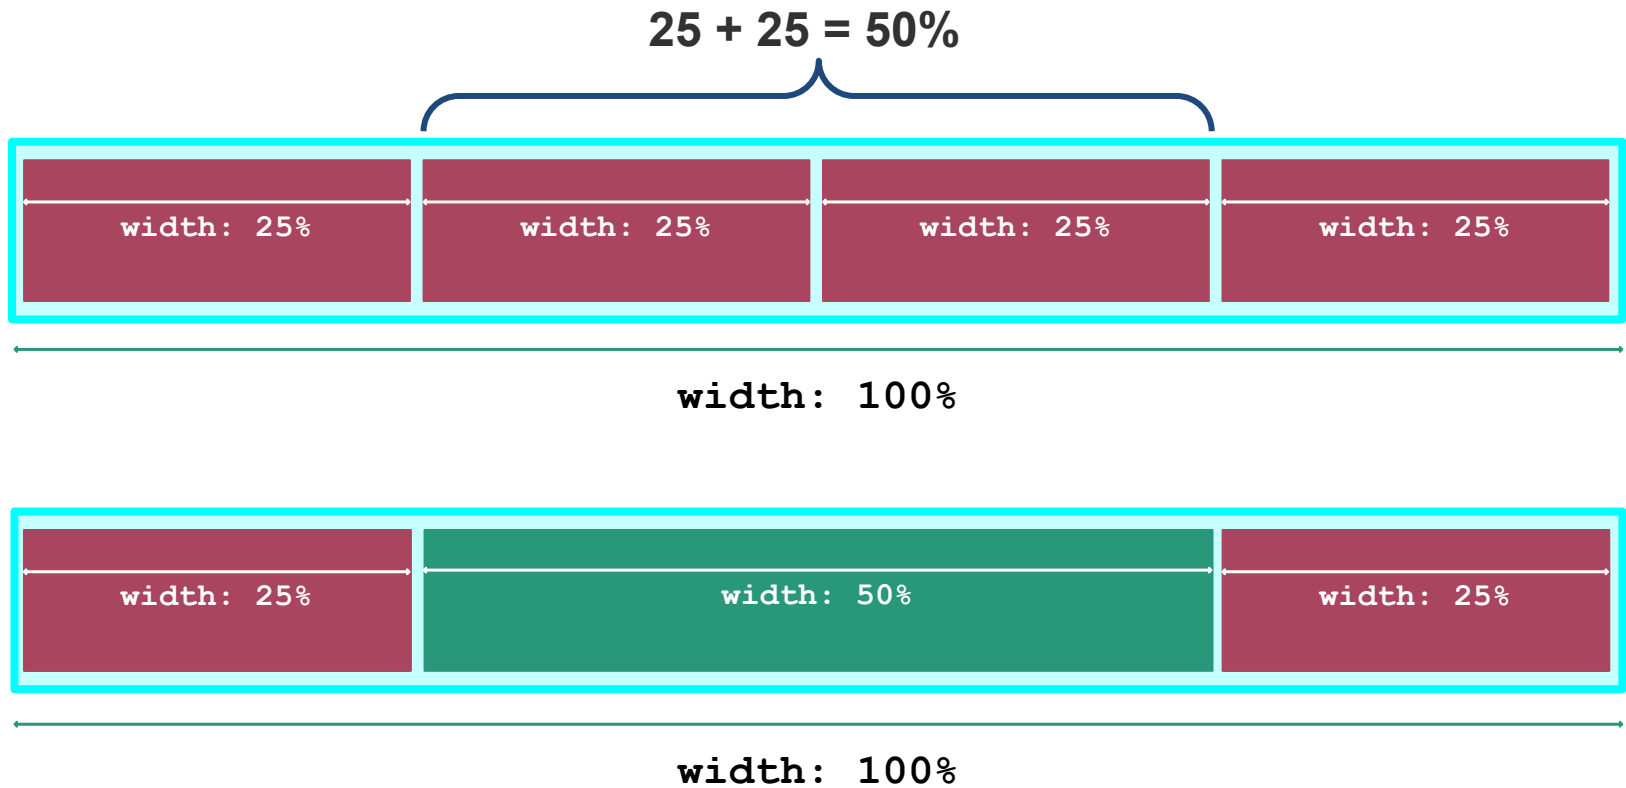 25 + 25 = 50%
width: 25% width: 25% width: 25% width: 25%
width: 100%
width: 25% width: 50% width: 25%
width: 100%